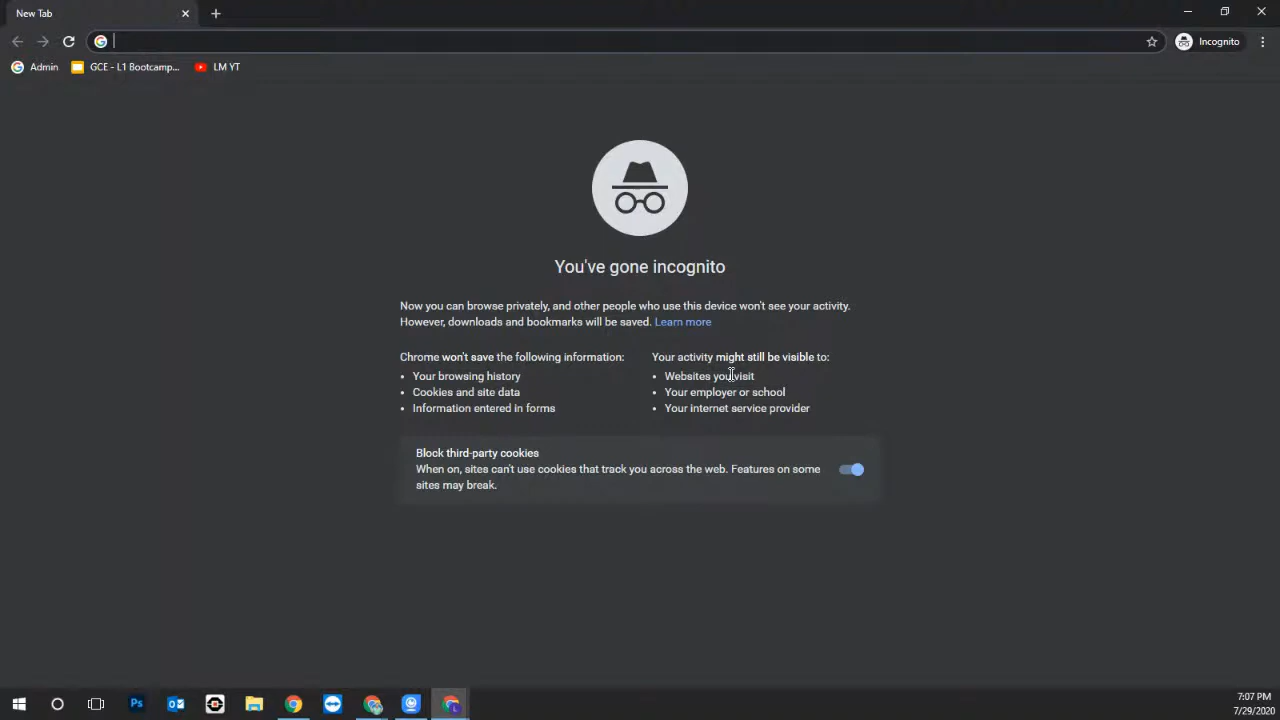 New Tab
Incognito
Admin
GCE - L1 Bootcamp...
LM YT
You've gone incognito
Now you can browse privately, and other people who use this device won't see your activity.
However, downloads and bookmarks will be saved. Learn more
Chrome won't save the following information:
Your browsing history
Cookies and site data
Information entered in forms
Your activity might still be visible to:
Websites you visit
Your employer or school
Your internet service provider
Block third-party cookies
When on, sites can't use cookies that track you across the web. Features on some
sites may break.
Ps
L
7:07 PM
7/29/2020